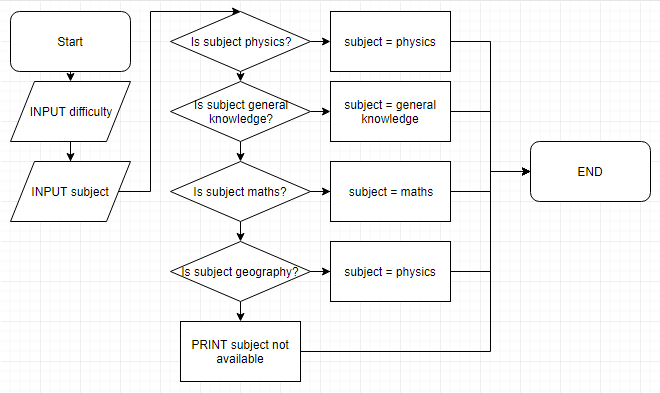 Start
INPUT difficulty
INPUT subject
Is subject physics?
subject = physics
Is subject general
knowledge?
subject = general
knowledge
Is subject maths?
subject = maths
Is subject geography?
subject = physics
PRINT subject not
available
END